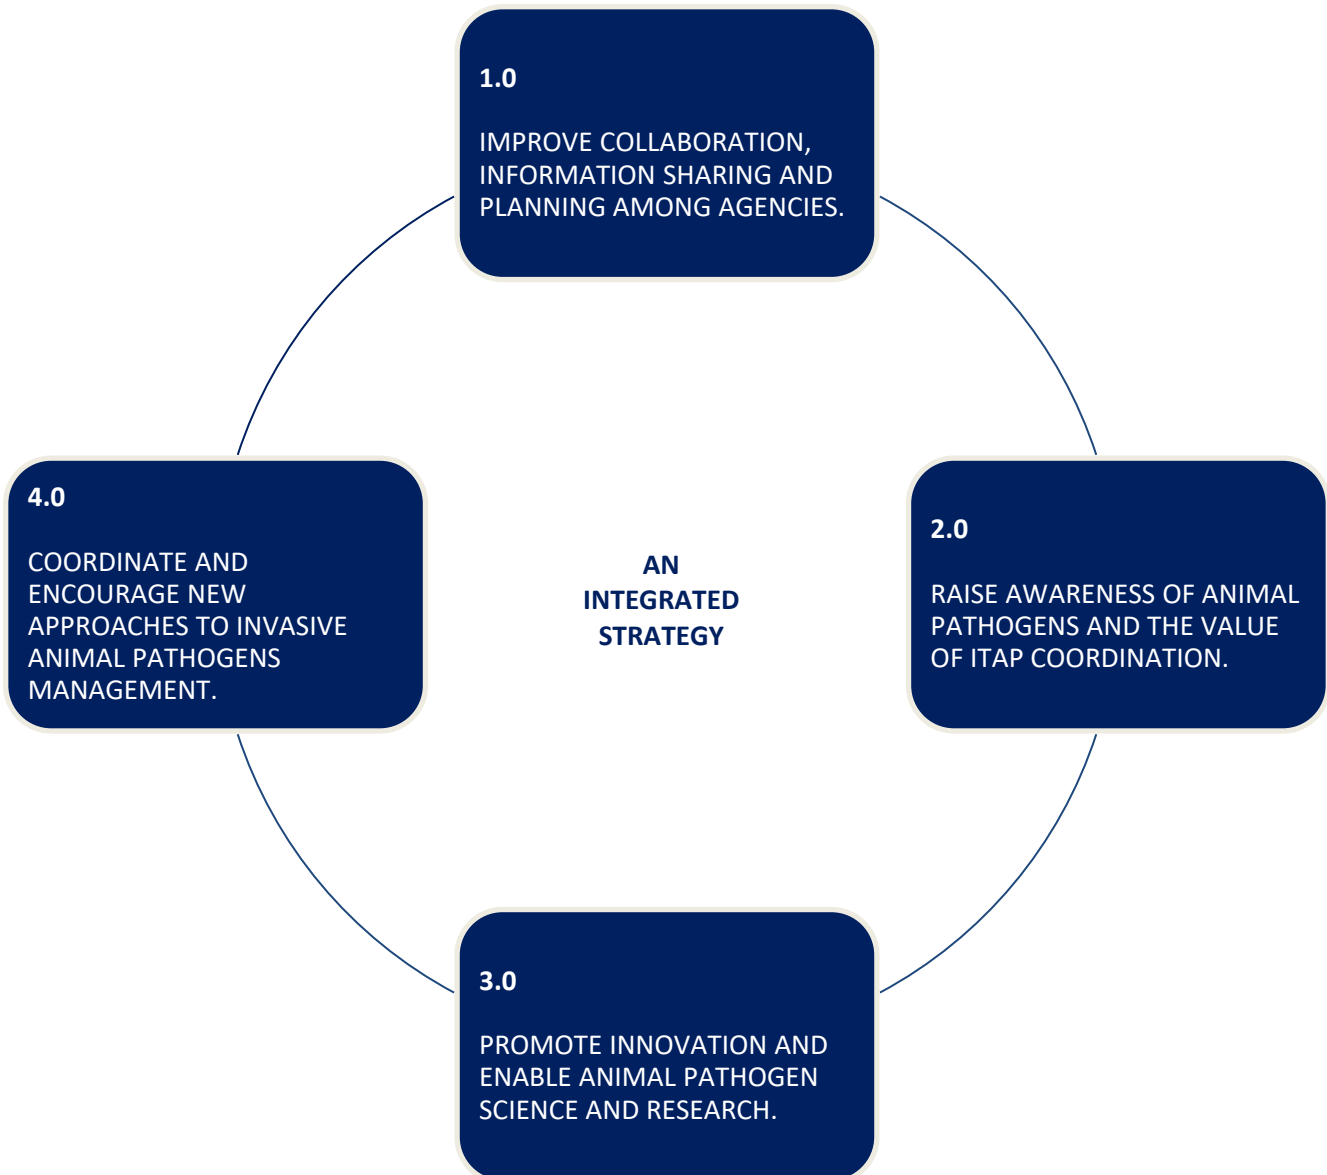 1.0
IMPROVE COLLABORATION,
INFORMATION SHARING AND
PLANNING AMONG AGENCIES.
2.0
RAISE AWARENESS OF ANIMAL
PATHOGENS AND THE VALUE
OF ITAP COORDINATION.
3.0
PROMOTE INNOVATION AND
ENABLE ANIMAL PATHOGEN
SCIENCE AND RESEARCH.
4.0
COORDINATE AND
ENCOURAGE NEW
APPROACHES TO INVASIVE
ANIMAL PATHOGENS
MANAGEMENT.
AN
INTEGRATED
STRATEGY